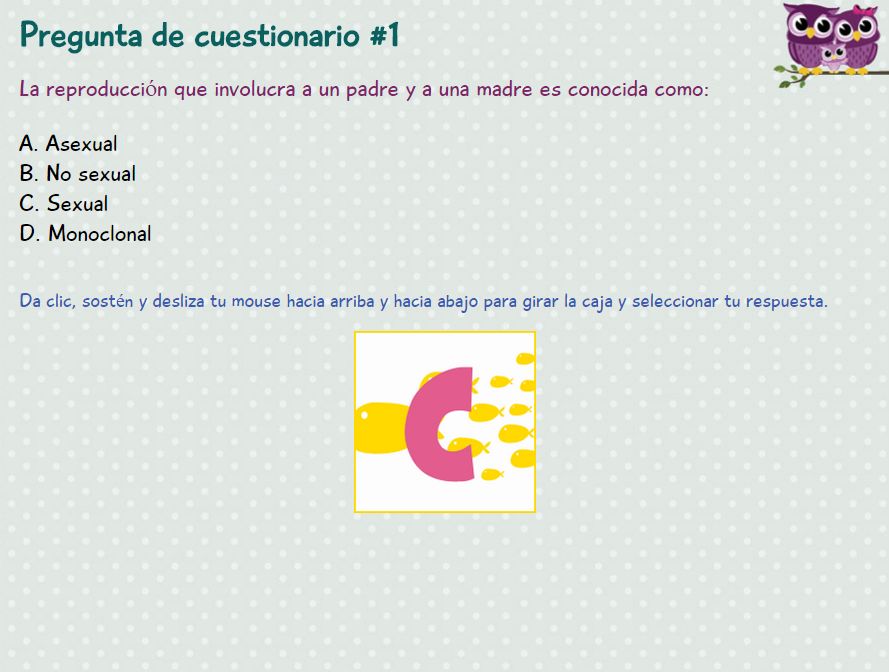 Pregunta de cuestionario #1
La reproducción que involucra a un padre y a una madre es conocida como:
A. Asexual
B. No sexual
C. Sexual
D. Monoclonal
Da clic, sostén y desliza tu mouse hacia arriba y hacia abajo para girar la caja y seleccionar tu respuesta.
C